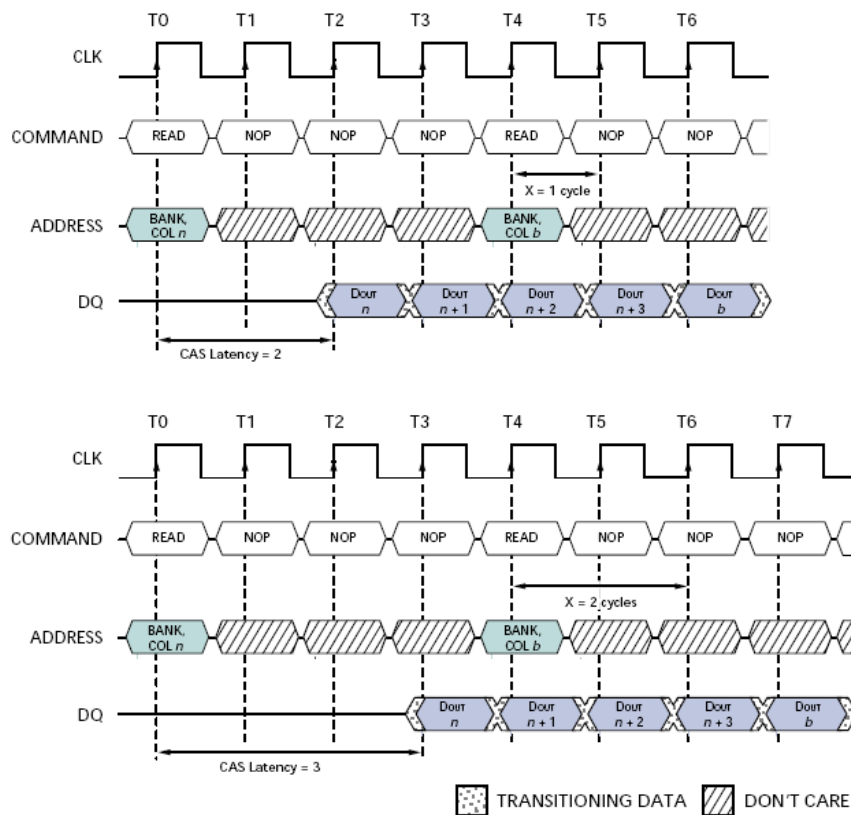 T0 T1 T2 T3 T4 T5 T6
CLK
COMMAND READ NOP NOP NOP READ NOP NOP
X = 1 cycle
ADDRESS BANK, COL n BANK, COL b
DQ DOUT n DOUT n + 1 DOUT n + 2 DOUT n + 3 DOUT b
CAS Latency = 2
T0 T1 T2 T3 T4 T5 T6 T7
CLK
COMMAND READ NOP NOP NOP READ NOP NOP NOP
X = 2 cycles
ADDRESS BANK, COL n BANK, COL b
DQ DOUT n DOUT n + 1 DOUT n + 2 DOUT n + 3 DOUT b
CAS Latency = 3
TRANSITIONING DATA DON'T CARE